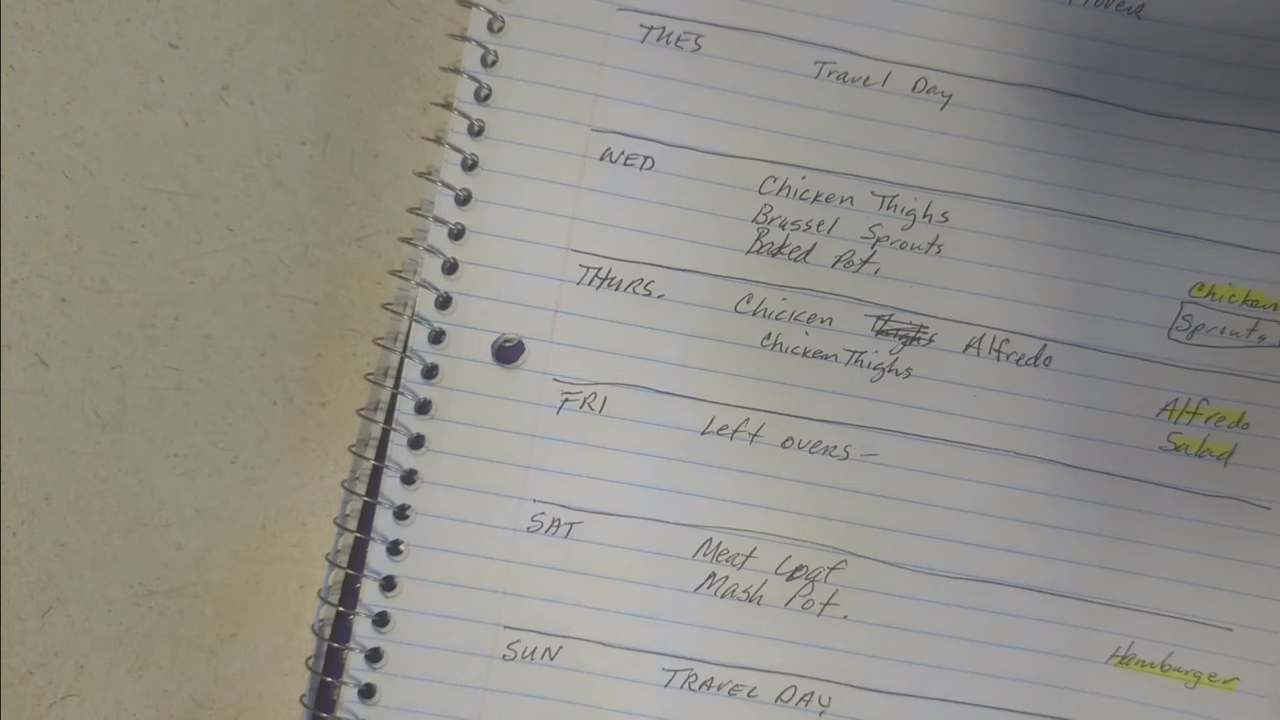 TUES
Travel Day
WED
Chicken Thighs
Brussel Sprouts
Baked Pot.
Chicken
Sprouts
THURS.
Chicken Thighs Alfredo
Chicken Thighs
Alfredo
Salad
FRI
Left overs-
SAT
Meat Loaf
Mash Pot.
Hamburger
SUN
TRAVEL DAY